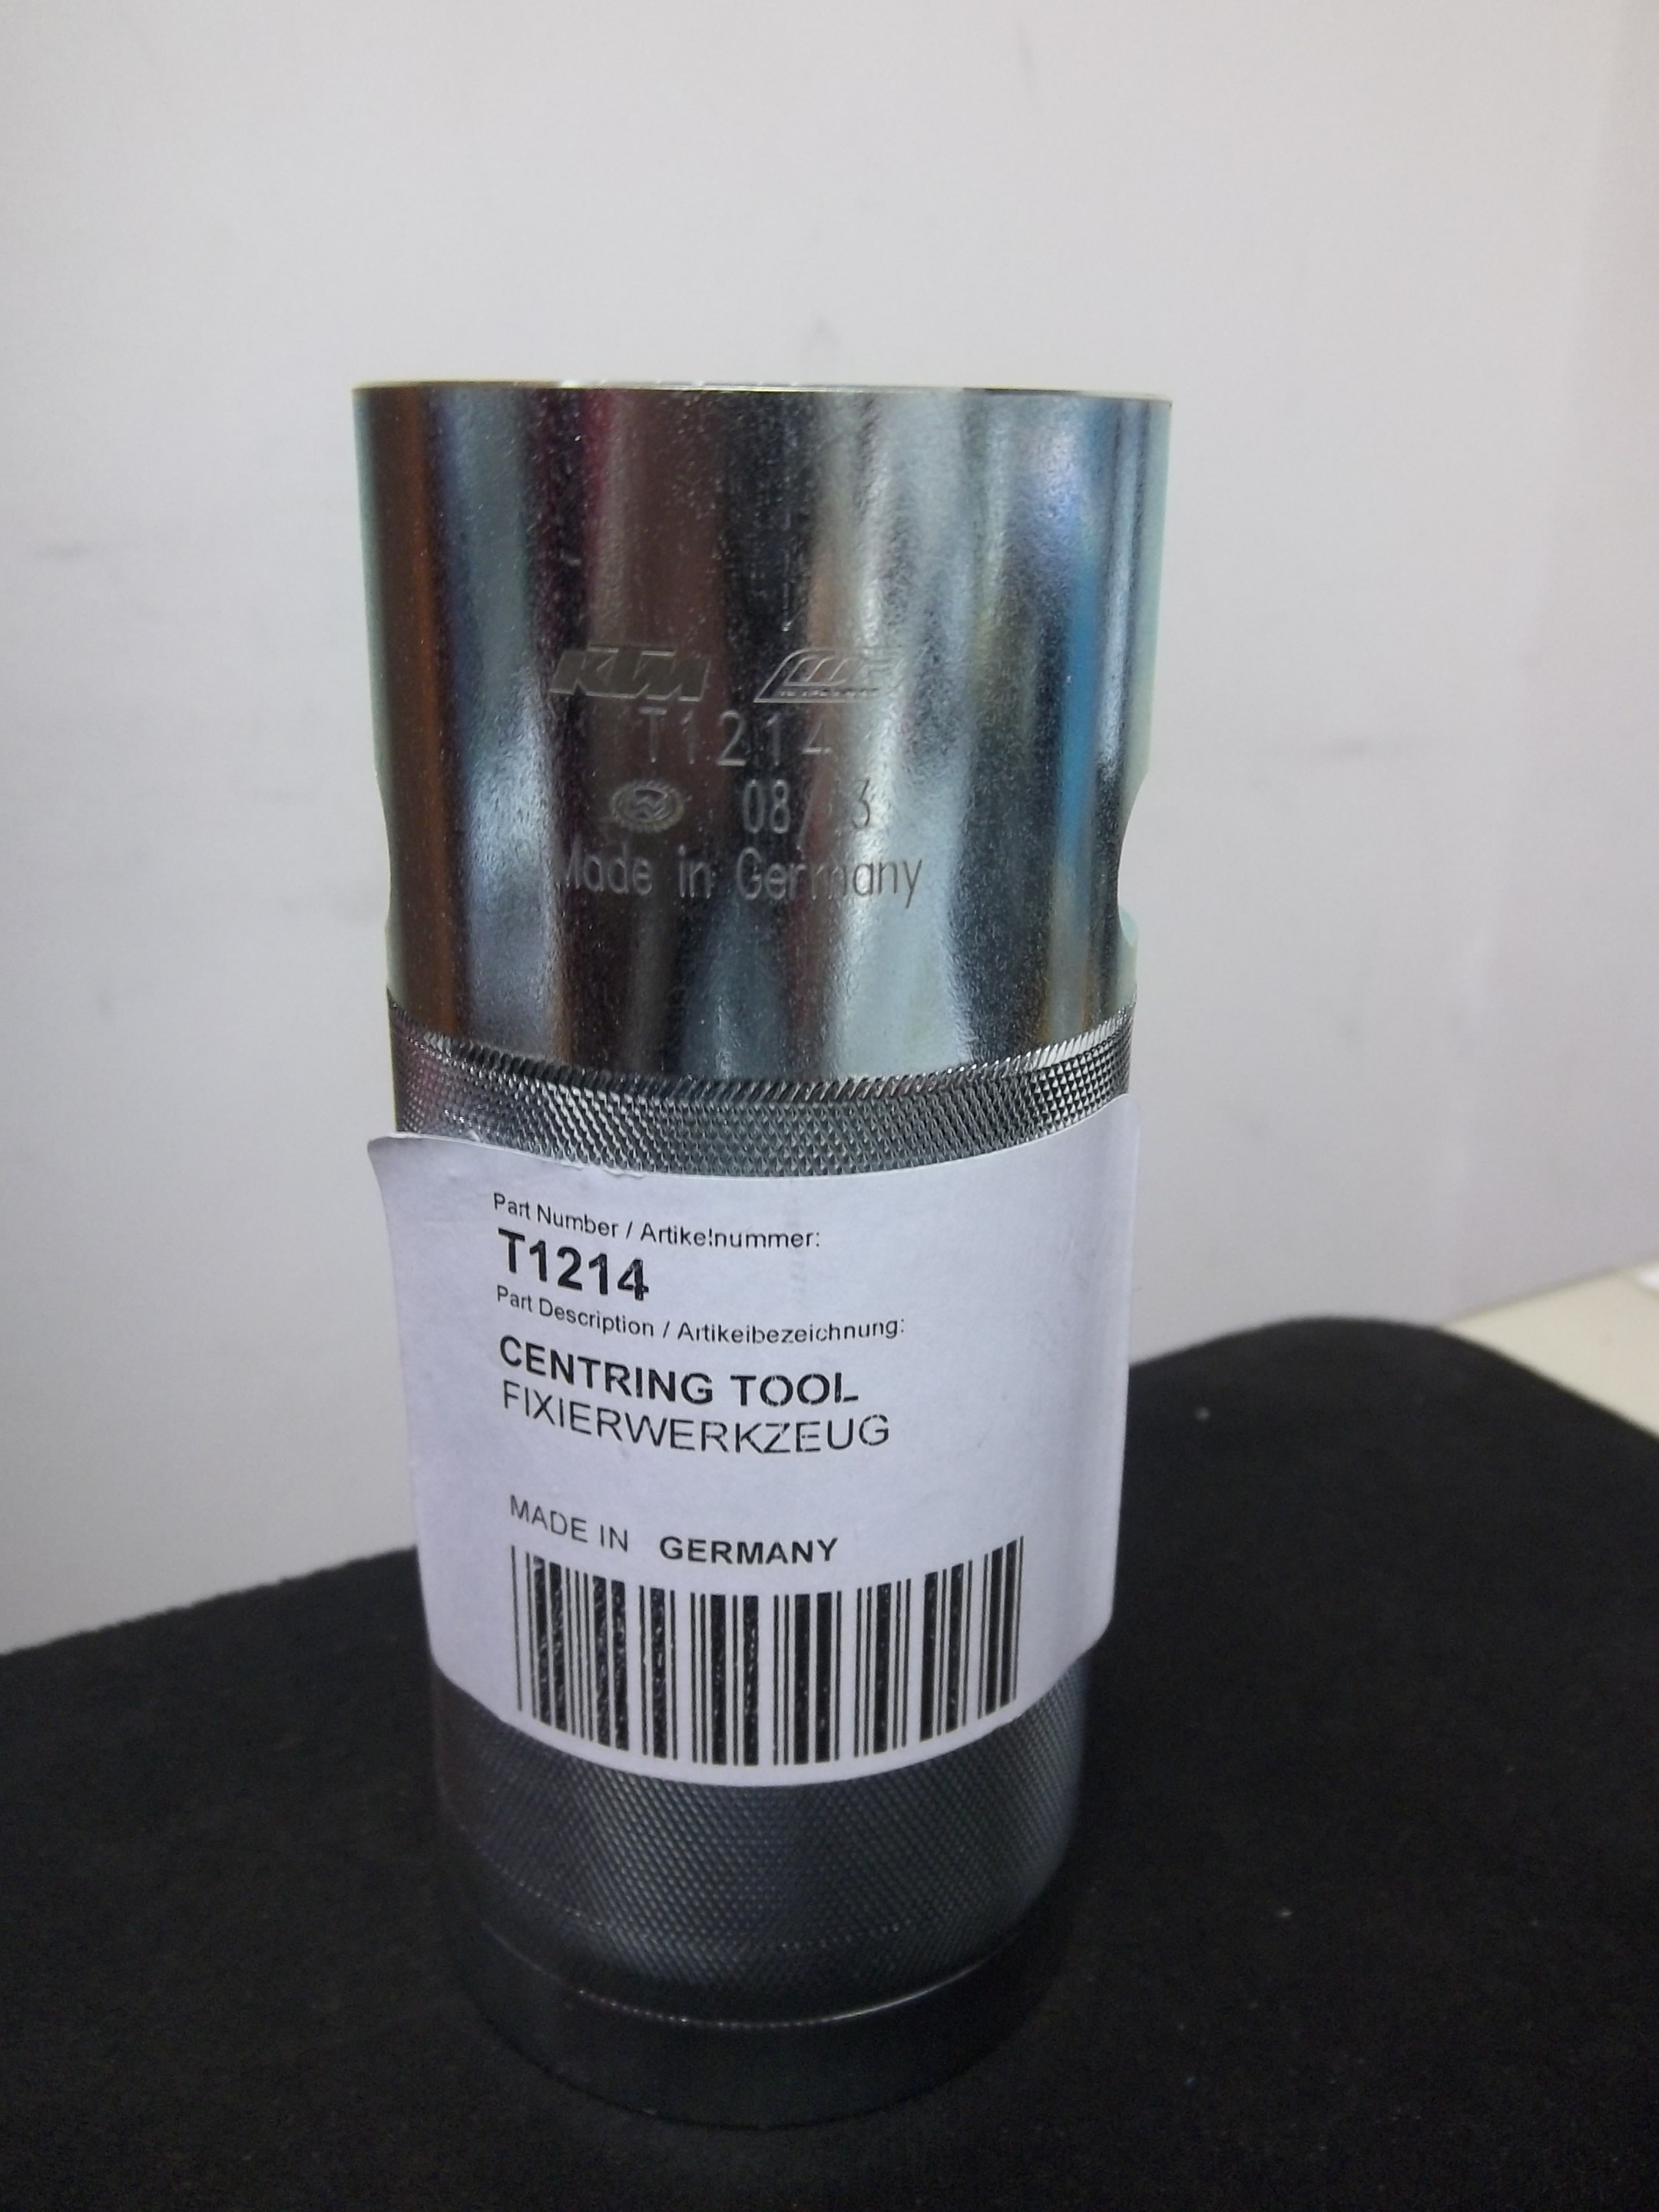 KTM
T1214
08/
Made in Germany
Part Number / Artikelnummer:
T1214
Part Description / Artikelbezeichnung:
CENTRING TOOL
FIXIERWERKZEUG
MADE IN GERMANY